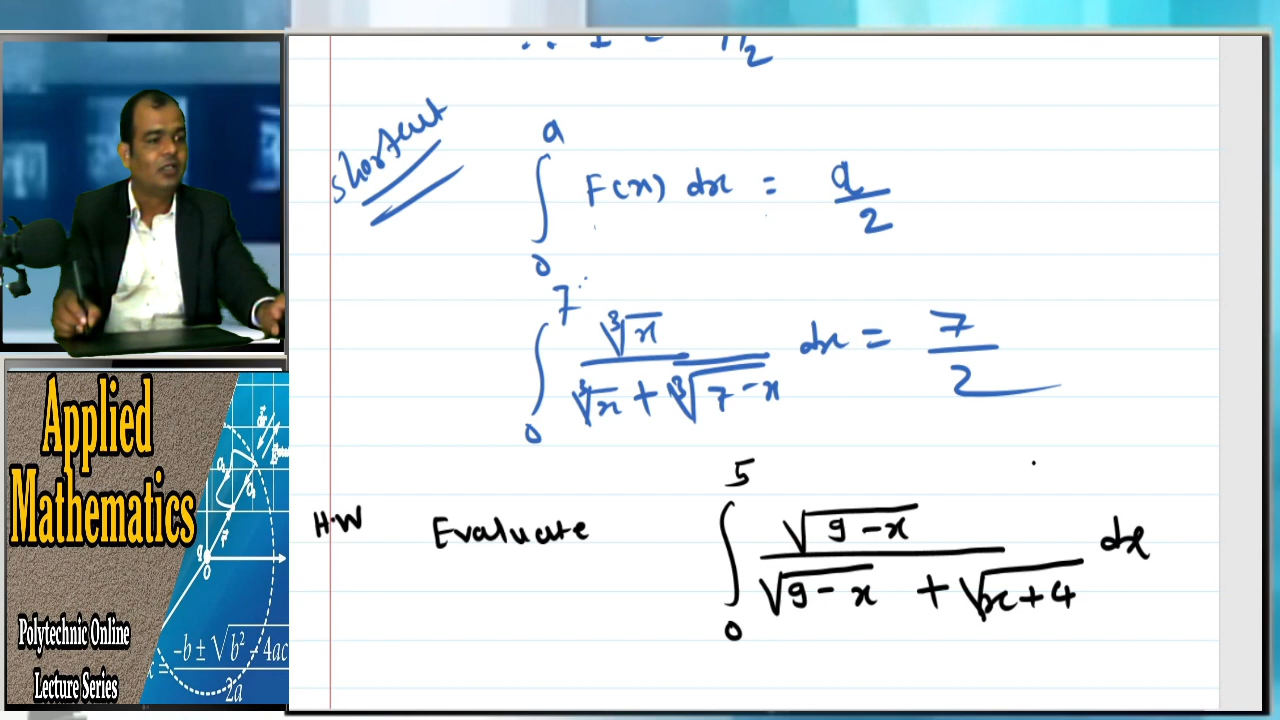 ∴ I = π/2
Shortcut
∫₀ᵃ F(x) dx = a/2
∫₀⁷ ∛x / (∛x + ∛(7-x)) dx = 7/2
H.W Evaluate ∫₀⁵ √(9-x) / (√(9-x) + √(x+4)) dx
Applied
Mathematics
Polytechnic Online
Lecture Series
-b ± √(b² - 4ac
2a